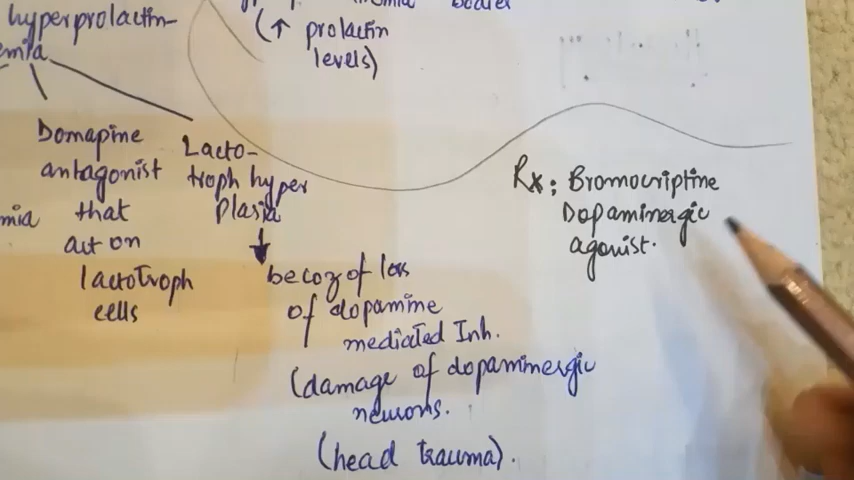 hyperprolactin-
emia
(↑ prolactin
levels)
Domapine
antagonist
that
act on
lactotroph
cells
mia
Lacto-
troph hyper
Plasia
becoz of loss
of dopamine
mediated Inh.
(damage of dopaminergic
neurons.
(head trauma).
Rx: Bromocriptine
Dopaminergic
agonist.